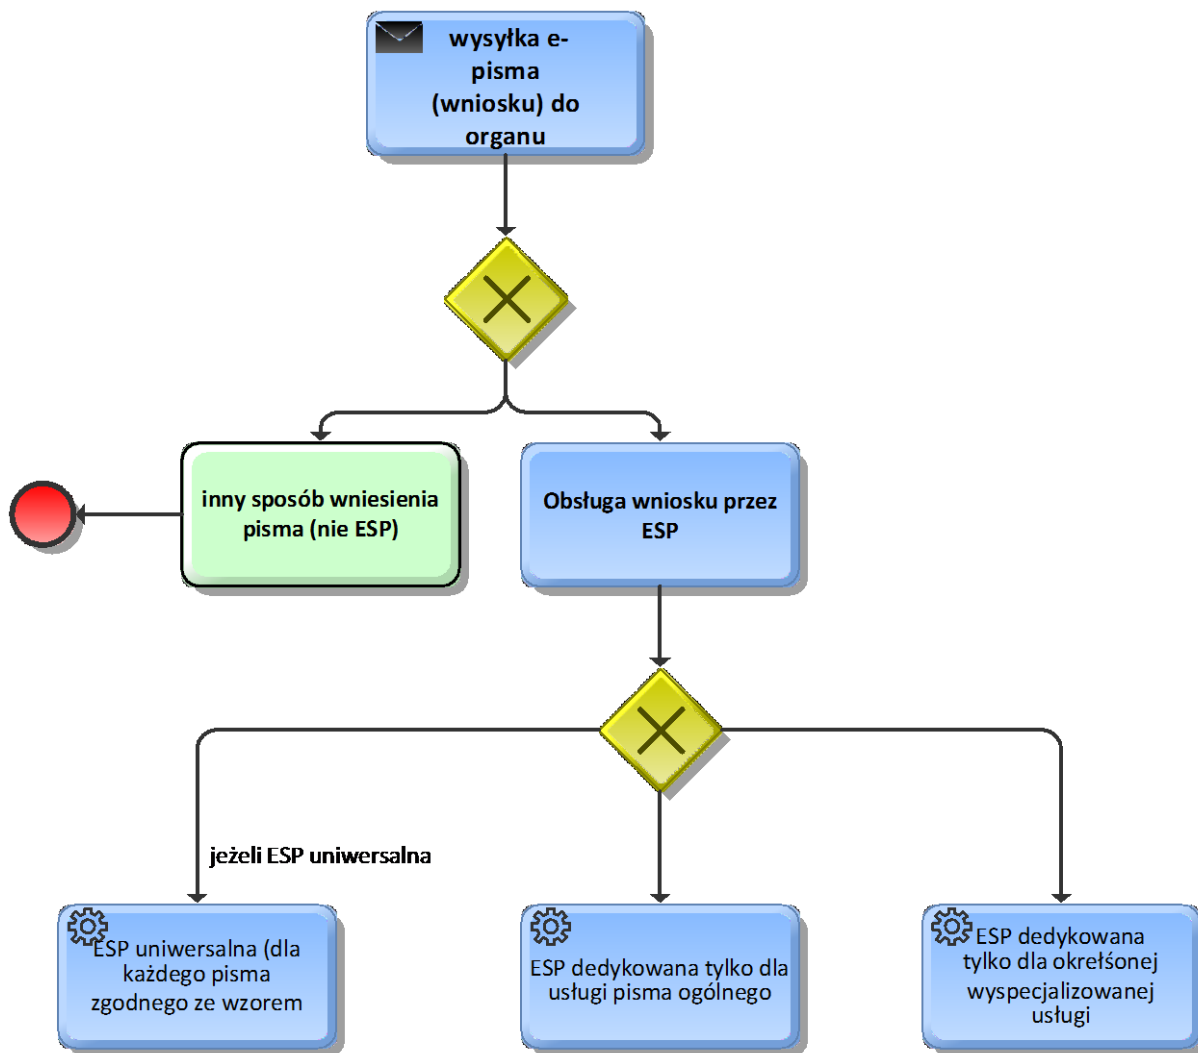 wysyłka e-
pisma
(wniosku) do
organu
inny sposób wniesienia
pisma (nie ESP)
Obsługa wniosku przez
ESP
jeżeli ESP uniwersalna
ESP uniwersalna (dla
każdego pisma
zgodnego ze wzorem
ESP dedykowana tylko dla
usługi pisma ogólnego
ESP dedykowana
tylko dla okrełśonej
wyspecjalizowanej
usługi